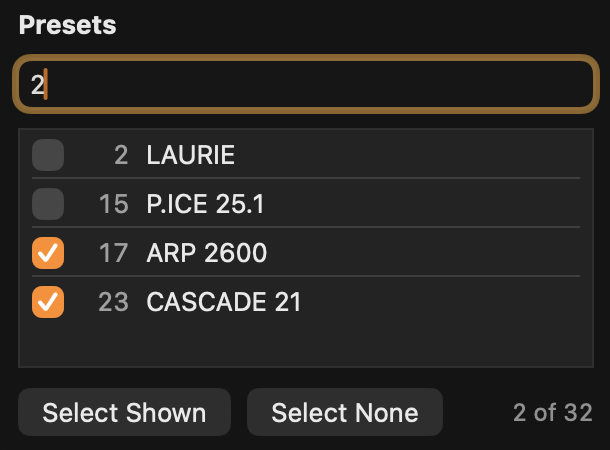 Presets
2
2 LAURIE
15 P.ICE 25.1
17 ARP 2600
23 CASCADE 21
Select Shown Select None 2 of 32